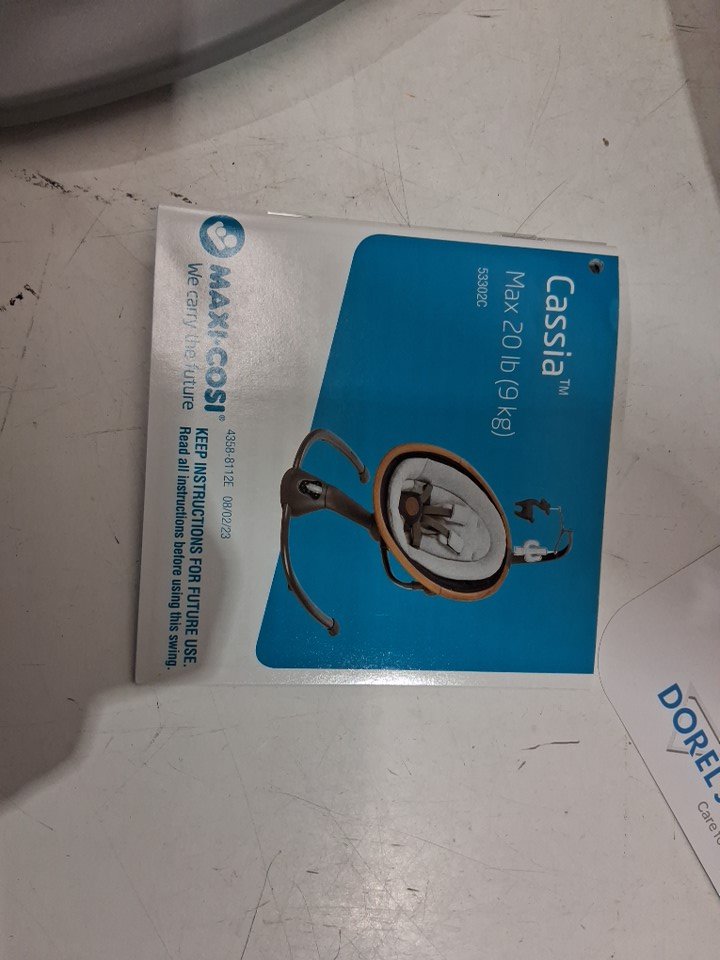 Cassia™
Max 20 lb (9 kg)
53302C
MAXI·COSI®
We carry the future
4358-8112E 08/02/23
KEEP INSTRUCTIONS FOR FUTURE USE.
Read all instructions before using this swing.
DOREL
Care